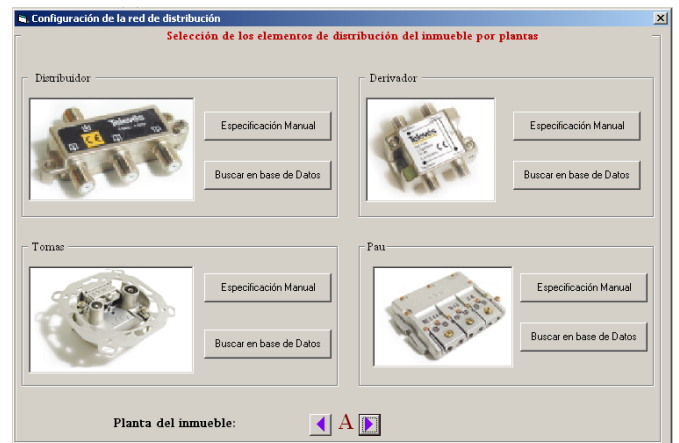 Configuración de la red de distribución
Selección de los elementos de distribución del inmueble por plantas
Distribuidor
Televés
Especificación Manual
Buscar en base de Datos
Derivador
Televés
Especificación Manual
Buscar en base de Datos
Tomas
Especificación Manual
Buscar en base de Datos
Pau
Especificación Manual
Buscar en base de Datos
Planta del inmueble:
A